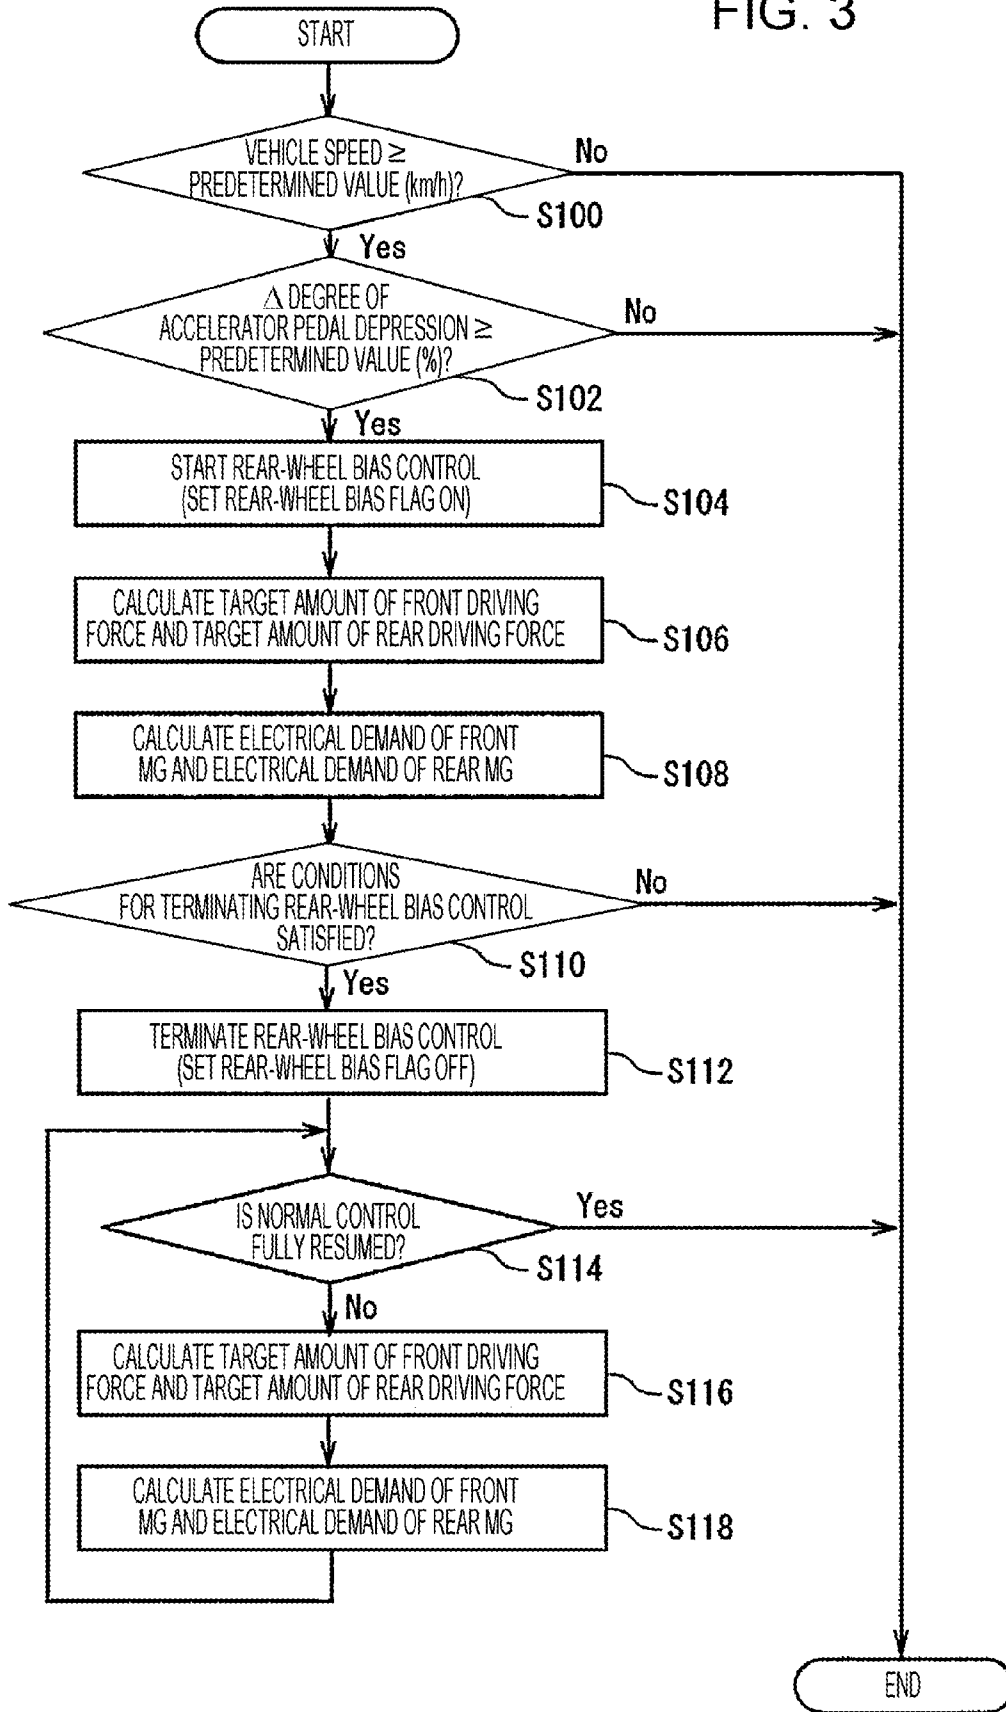 FIG. 3
START
VEHICLE SPEED ≥
PREDETERMINED VALUE (km/h)?
No
S100
Yes
Δ DEGREE OF
ACCELERATOR PEDAL DEPRESSION ≥
PREDETERMINED VALUE (%)?
No
S102
Yes
START REAR-WHEEL BIAS CONTROL
(SET REAR-WHEEL BIAS FLAG ON)
S104
CALCULATE TARGET AMOUNT OF FRONT DRIVING
FORCE AND TARGET AMOUNT OF REAR DRIVING FORCE
S106
CALCULATE ELECTRICAL DEMAND OF FRONT
MG AND ELECTRICAL DEMAND OF REAR MG
S108
ARE CONDITIONS
FOR TERMINATING REAR-WHEEL BIAS CONTROL
SATISFIED?
No
S110
Yes
TERMINATE REAR-WHEEL BIAS CONTROL
(SET REAR-WHEEL BIAS FLAG OFF)
S112
IS NORMAL CONTROL
FULLY RESUMED?
Yes
S114
No
CALCULATE TARGET AMOUNT OF FRONT DRIVING
FORCE AND TARGET AMOUNT OF REAR DRIVING FORCE
S116
CALCULATE ELECTRICAL DEMAND OF FRONT
MG AND ELECTRICAL DEMAND OF REAR MG
S118
END